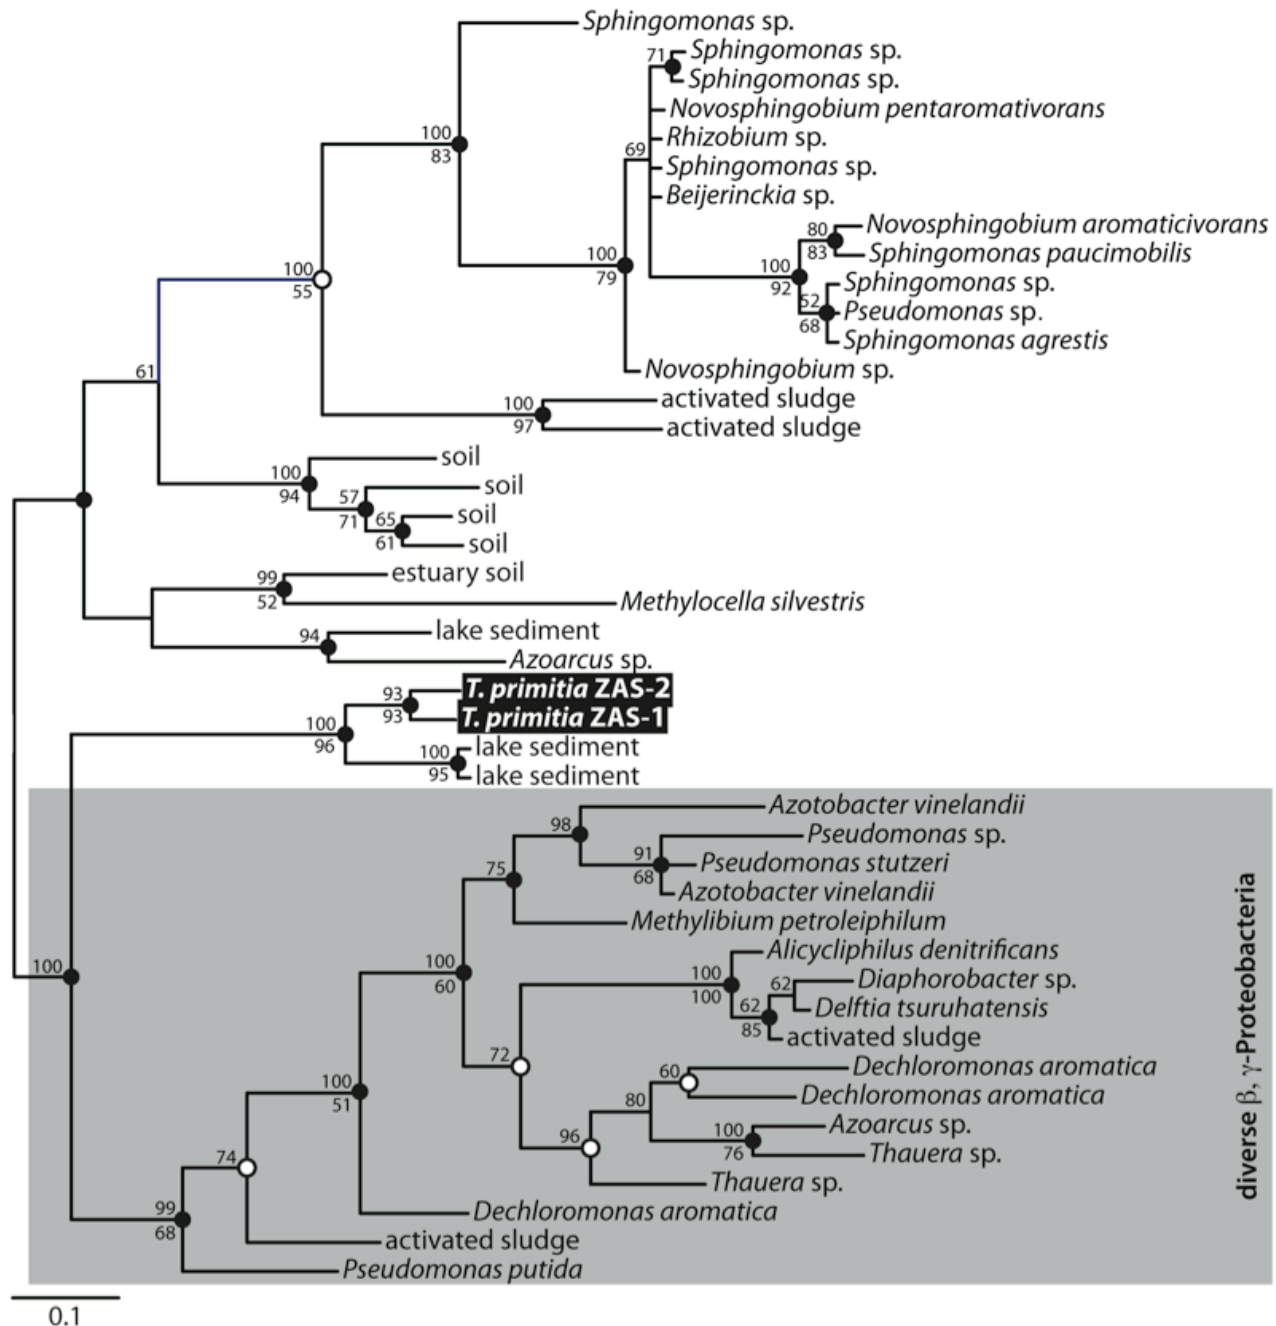 Sphingomonas sp.
71
Sphingomonas sp.
Sphingomonas sp.
Novosphingobium pentaromativorans
100
83
Rhizobium sp.
69
Sphingomonas sp.
Beijerinckia sp.
80
83
Novosphingobium aromaticivorans
Sphingomonas paucimobilis
100
55
100
79
100
92
Sphingomonas sp.
52
68
Pseudomonas sp.
Sphingomonas agrestis
61
Novosphingobium sp.
100
97
activated sludge
activated sludge
soil
100
94
soil
57
71
soil
65
61
soil
99
52
estuary soil
Methylocella silvestris
94
lake sediment
Azoarcus sp.
93
93
T. primitia ZAS-2
T. primitia ZAS-1
100
96
lake sediment
100
95
lake sediment
Azotobacter vinelandii
98
Pseudomonas sp.
91
68
Pseudomonas stutzeri
75
Azotobacter vinelandii
Methylibium petroleiphilum
Alicycliphilus denitrificans
100
100
60
100
100
62
Diaphorobacter sp.
Delftia tsuruhatensis
62
85
activated sludge
72
60
Dechloromonas aromatica
Dechloromonas aromatica
100
51
80
Azoarcus sp.
96
100
76
Thauera sp.
74
Thauera sp.
99
68
Dechloromonas aromatica
activated sludge
Pseudomonas putida
diverse β, γ-Proteobacteria
0.1